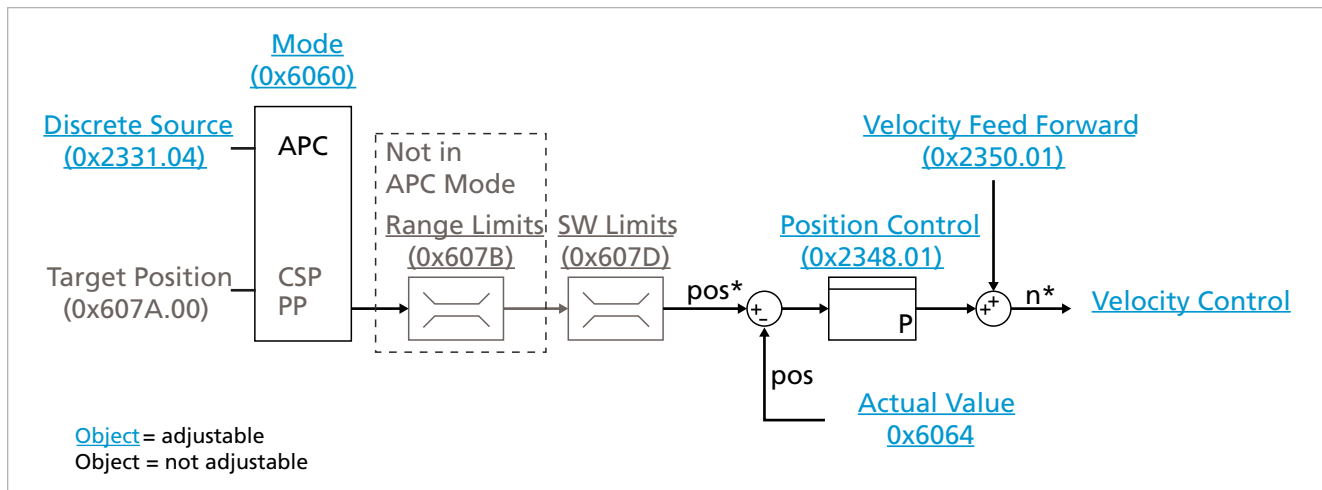 Mode
(0x6060)
Discrete Source
(0x2331.04)
APC
Velocity Feed Forward
(0x2350.01)
Not in
APC Mode
Range Limits
(0x607B)
SW Limits
(0x607D)
Position Control
(0x2348.01)
Target Position
(0x607A.00)
CSP
PP
pos*
+
-
P
+
+
n*
Velocity Control
pos
Actual Value
0x6064
Object = adjustable
Object = not adjustable